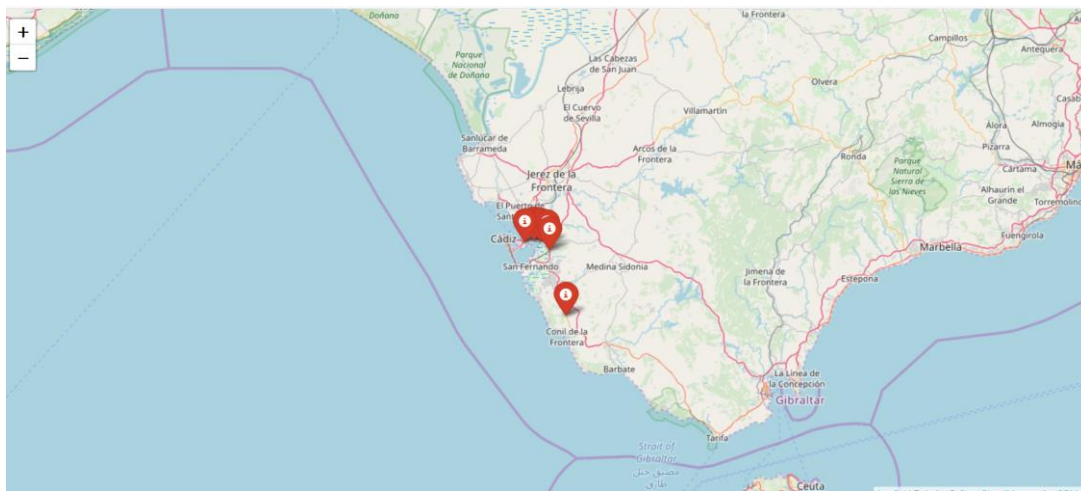 +
−
Doñana
Parque
Nacional
de Doñana
la Frontera
Campillos
Antequera
Las Cabezas
de San Juan
Olvera
Lebrija
El Cuervo
de Sevilla
Villamartín
Álora
Almogía
Pizarra
Sanlúcar de
Barrameda
Arcos de la
Frontera
Ronda
Parque
Natural
Sierra de
las Nieves
Cártama
Jerez de la
Frontera
Alhaurín el
Grande
Torremolinos
El Puerto de
Cádiz
Fuengirola
Marbella
San Fernando
Medina Sidonia
Jimena de
la Frontera
Estepona
Conil de la
Frontera
Barbate
La Línea de
la Concepción
Gibraltar
Tarifa
Strait of
Gibraltar
مضيق جبل
طارق
Ceuta